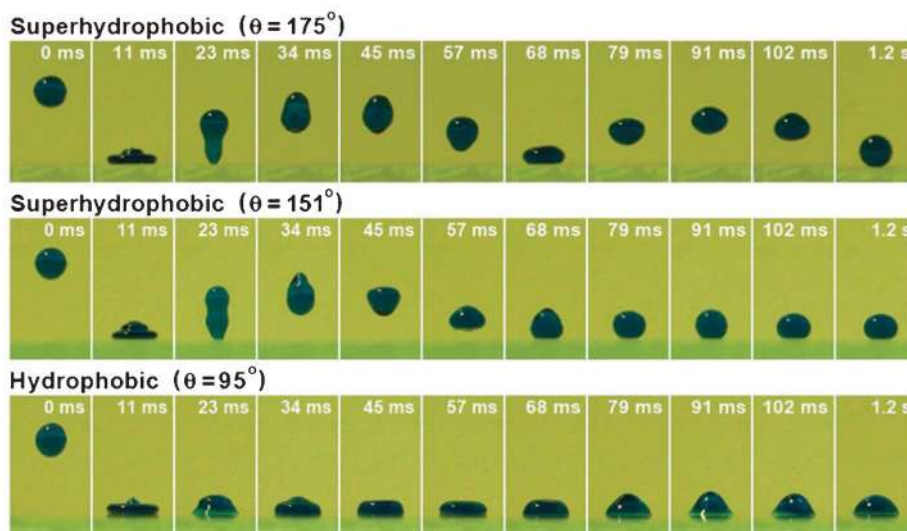 Superhydrophobic (θ = 175°)
0 ms 11 ms 23 ms 34 ms 45 ms 57 ms 68 ms 79 ms 91 ms 102 ms 1.2 s
Superhydrophobic (θ = 151°)
0 ms 11 ms 23 ms 34 ms 45 ms 57 ms 68 ms 79 ms 91 ms 102 ms 1.2 s
Hydrophobic (θ = 95°)
0 ms 11 ms 23 ms 34 ms 45 ms 57 ms 68 ms 79 ms 91 ms 102 ms 1.2 s